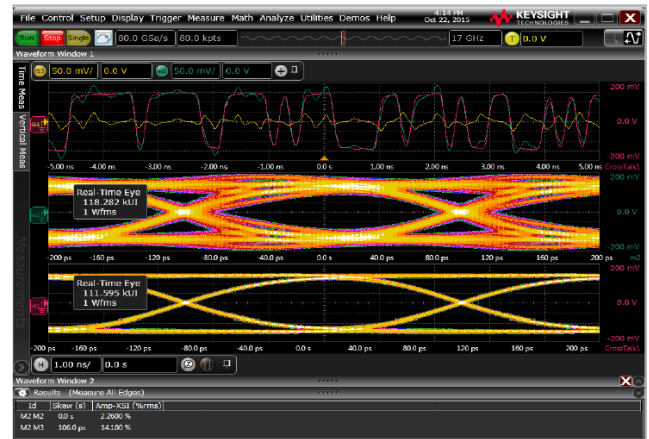 File Control Setup Display Trigger Measure Math Analyze Utilities Demos Help
4:14 PM
Oct 22, 2015
KEYSIGHT
TECHNOLOGIES
Run Stop Single 80.0 GSa/s 80.0 kpts 17 GHz T 0.0 V
Waveform Window 1
50.0 mV/ 0.0 V m2 50.0 mV/ 0.0 V
Time Meas
Vertical Meas
Measurements
200 mV
0.0 V
-200 mV
-5.00 ns -4.00 ns -3.00 ns -2.00 ns -1.00 ns 0.0 s 1.00 ns 2.00 ns 3.00 ns 4.00 ns 5.00 ns CrossTalk1
200 mV
Real-Time Eye
118.282 kUI
1 Wfms
0.0 V
-200 mV
-200 ps -160 ps -120 ps -80.0 ps -40.0 ps 0.0 s 40.0 ps 80.0 ps 120 ps 160 ps 200 ps m2
200 mV
Real-Time Eye
111.595 kUI
1 Wfms
0.0 V
-200 mV
-200 ps -160 ps -120 ps -80.0 ps -40.0 ps 0.0 s 40.0 ps 80.0 ps 120 ps 160 ps 200 ps CrossTalk1
H 1.00 ns/ 0.0 s
Waveform Window 2
Results (Measure All Edges)
Id Skew (s) Amp-XSI (%rms)
M2 M2 0.0 s 2.2600 %
M2 M3 106.0 ps 14.100 %